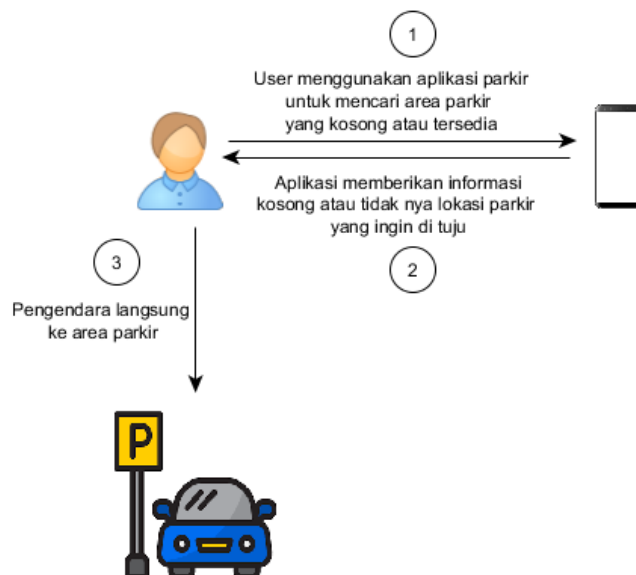 1
User menggunakan aplikasi parkir
untuk mencari area parkir
yang kosong atau tersedia
Aplikasi memberikan informasi
kosong atau tidak nya lokasi parkir
yang ingin di tuju
2
3
Pengendara langsung
ke area parkir
P